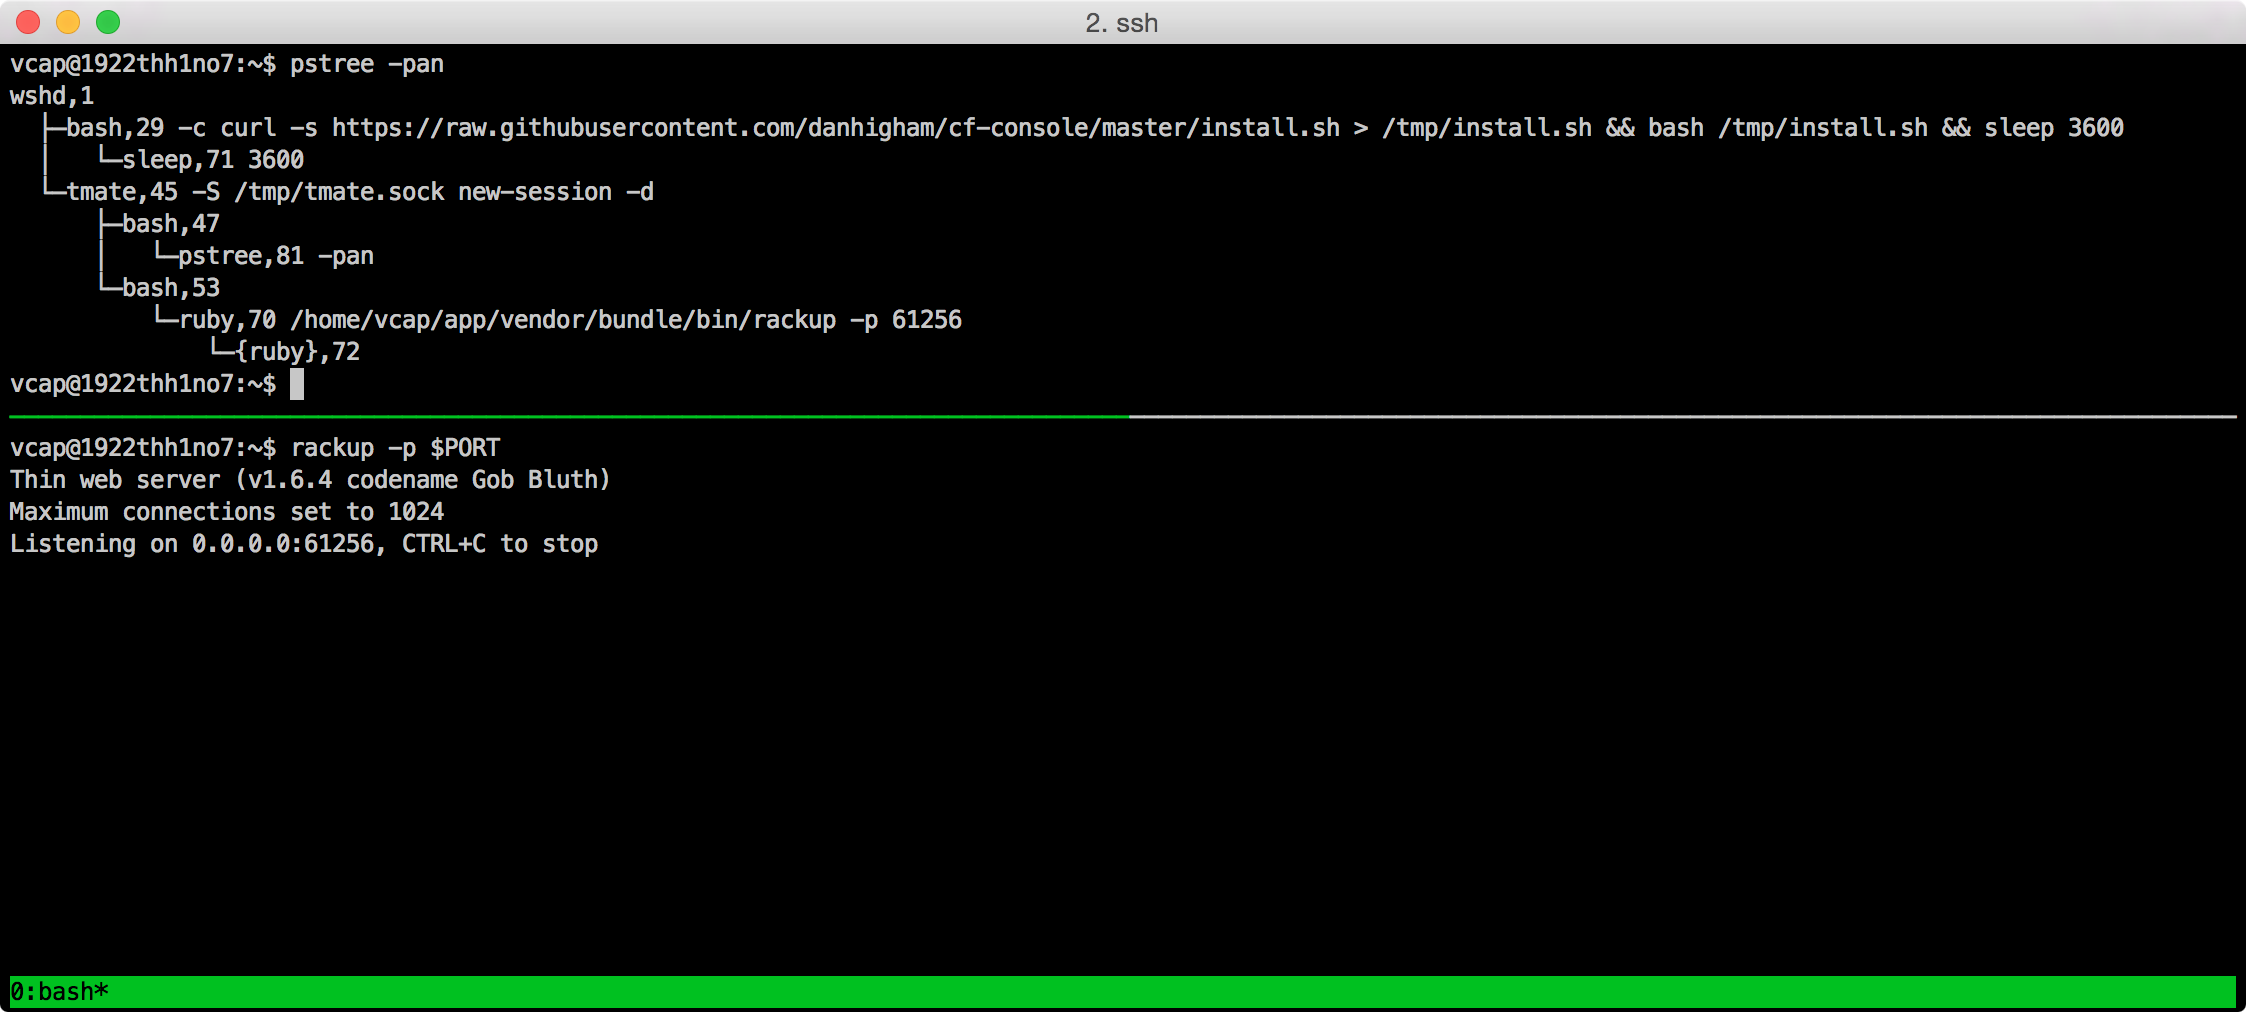 2. ssh
vcap@1922thh1no7:~$ pstree -pan
wshd,1
  ├─bash,29 -c curl -s https://raw.githubusercontent.com/danhigham/cf-console/master/install.sh > /tmp/install.sh && bash /tmp/install.sh && sleep 3600
  │   └─sleep,71 3600
  └─tmate,45 -S /tmp/tmate.sock new-session -d
      ├─bash,47
      │   └─pstree,81 -pan
      └─bash,53
          └─ruby,70 /home/vcap/app/vendor/bundle/bin/rackup -p 61256
              └─{ruby},72
vcap@1922thh1no7:~$
vcap@1922thh1no7:~$ rackup -p $PORT
Thin web server (v1.6.4 codename Gob Bluth)
Maximum connections set to 1024
Listening on 0.0.0.0:61256, CTRL+C to stop
0:bash*